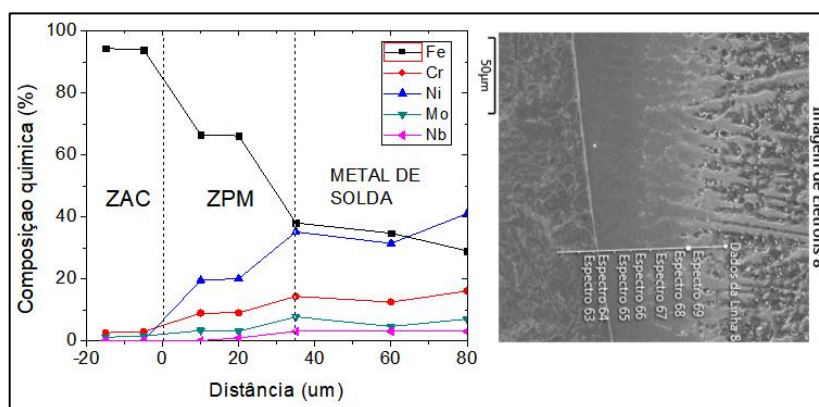 Composição quimica (%)
100
80
60
40
20
0
Fe
Cr
Ni
Mo
Nb
ZAC
ZPM
METAL DE
SOLDA
-20
0
20
40
60
80
Distância (um)
50µm
Espectro 63
Espectro 64
Espectro 65
Espectro 66
Espectro 67
Espectro 68
Espectro 69
Dados da linha 8
Imagem de Elétrons 8